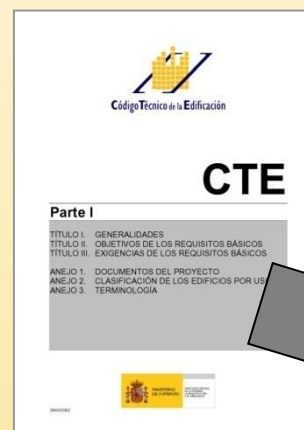 Código Técnico de la Edificación
CTE
Parte I
TÍTULO I. GENERALIDADES
TÍTULO II. OBJETIVOS DE LOS REQUISITOS BÁSICOS
TÍTULO III. EXIGENCIAS DE LOS REQUISITOS BÁSICOS
ANEJO 1. DOCUMENTOS DEL PROYECTO
ANEJO 2. CLASIFICACIÓN DE LOS EDIFICIOS POR US
ANEJO 3. TERMINOLOGÍA
MINISTERIO
DE FOMENTO